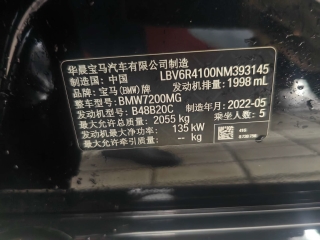 华晨宝马汽车有限公司制造
制造国：中国 LBV6R4100NM393145
品牌：宝马(BMW)牌 发动机排量：1998 mL
整车型号：BMW7200MG
发动机型号：B48B20C 制造年月：2022-05
最大允许总质量：2055 kg 乘坐人数：5
发动机最大净功率：135 kW
最大允许牵引质量：-- kg